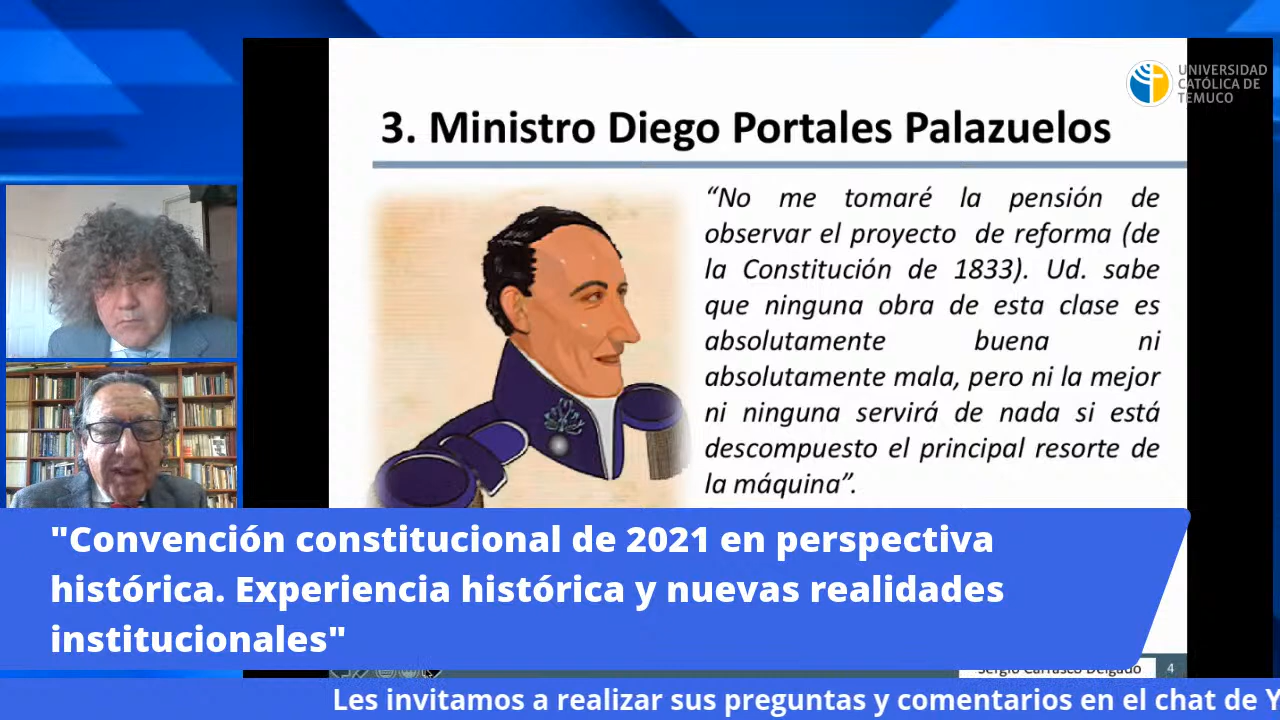 UNIVERSIDAD
CATÓLICA DE
TEMUCO
3. Ministro Diego Portales Palazuelos
“No me tomaré la pensión de
observar el proyecto de reforma (de
la Constitución de 1833). Ud. sabe
que ninguna obra de esta clase es
absolutamente buena ni
absolutamente mala, pero ni la mejor
ni ninguna servirá de nada si está
descompuesto el principal resorte de
la máquina”.
"Convención constitucional de 2021 en perspectiva
histórica. Experiencia histórica y nuevas realidades
institucionales"
Sergio Carrasco Delgado
4
Les invitamos a realizar sus preguntas y comentarios en el chat de Y